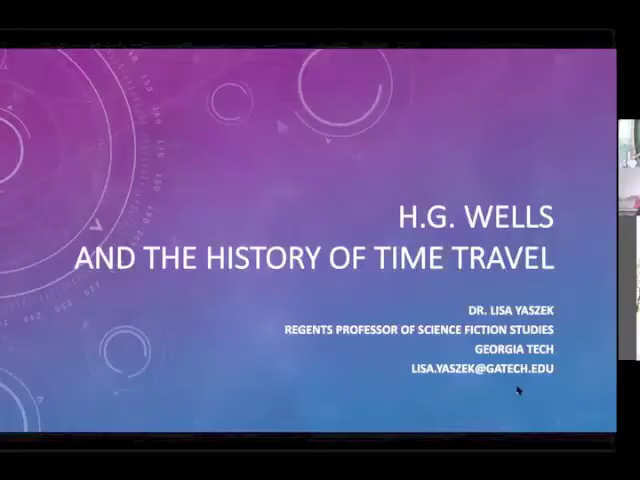 H.G. WELLS
AND THE HISTORY OF TIME TRAVEL
DR. LISA YASZEK
REGENTS PROFESSOR OF SCIENCE FICTION STUDIES
GEORGIA TECH
LISA.YASZEK@GATECH.EDU